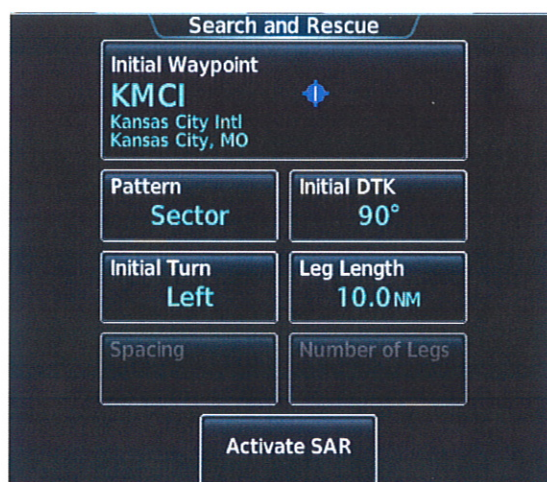 Search and Rescue
Initial Waypoint
KMCI
Kansas City Intl
Kansas City, MO
Pattern
Initial DTK
Sector
90°
Initial Turn
Leg Length
Left
10.0NM
Spacing
Number of Legs
Activate SAR